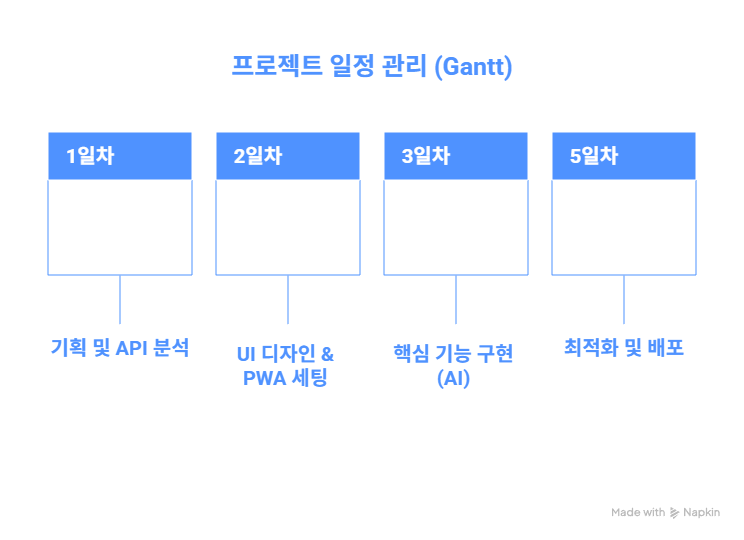 프로젝트 일정 관리 (Gantt)
1일차
2일차
3일차
5일차
기획 및 API 분석
UI 디자인 &
PWA 세팅
핵심 기능 구현
(AI)
최적화 및 배포
Made with Napkin